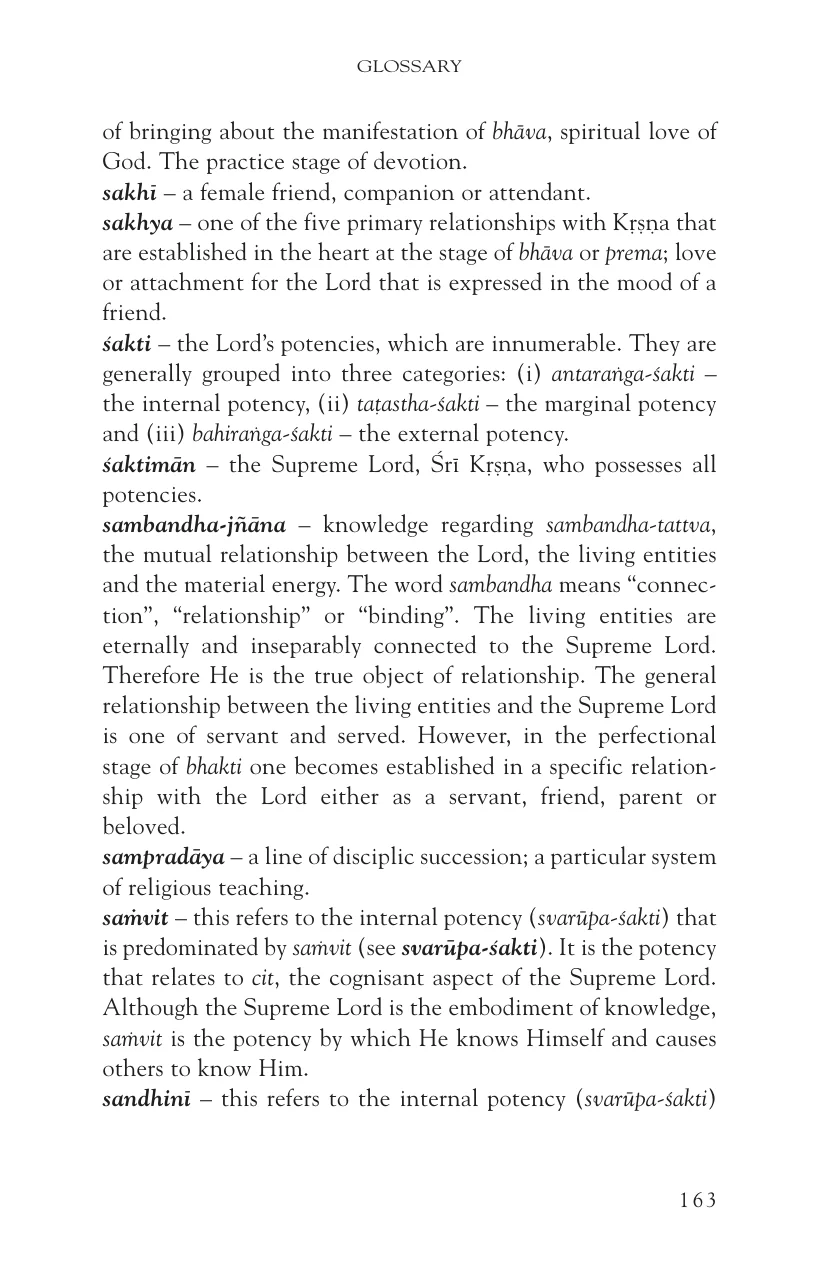 GLOSSARY
of bringing about the manifestation of bhāva, spiritual love of
God. The practice stage of devotion.
sakhī – a female friend, companion or attendant.
sakhya – one of the five primary relationships with Kṛṣṇa that
are established in the heart at the stage of bhāva or prema; love
or attachment for the Lord that is expressed in the mood of a
friend.
śakti – the Lord’s potencies, which are innumerable. They are
generally grouped into three categories: (i) antaraṅga-śakti –
the internal potency, (ii) taṭastha-śakti – the marginal potency
and (iii) bahiraṅga-śakti – the external potency.
śaktimān – the Supreme Lord, Śrī Kṛṣṇa, who possesses all
potencies.
sambandha-jñāna – knowledge regarding sambandha-tattva,
the mutual relationship between the Lord, the living entities
and the material energy. The word sambandha means “connec-
tion”, “relationship” or “binding”. The living entities are
eternally and inseparably connected to the Supreme Lord.
Therefore He is the true object of relationship. The general
relationship between the living entities and the Supreme Lord
is one of servant and served. However, in the perfectional
stage of bhakti one becomes established in a specific relation-
ship with the Lord either as a servant, friend, parent or
beloved.
sampradāya – a line of disciplic succession; a particular system
of religious teaching.
saṁvit – this refers to the internal potency (svarūpa-śakti) that
is predominated by saṁvit (see svarūpa-śakti). It is the potency
that relates to cit, the cognisant aspect of the Supreme Lord.
Although the Supreme Lord is the embodiment of knowledge,
saṁvit is the potency by which He knows Himself and causes
others to know Him.
sandhinī – this refers to the internal potency (svarūpa-śakti)
163